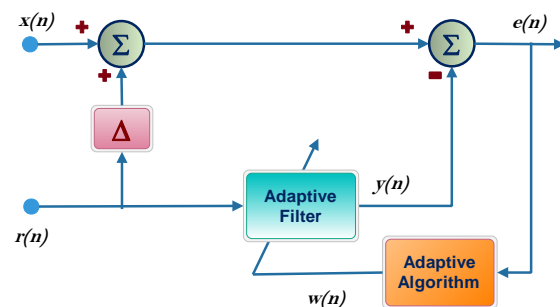 x(n)
+
Σ
+
+
Σ
−
e(n)
Δ
Adaptive
Filter
y(n)
r(n)
Adaptive
Algorithm
w(n)